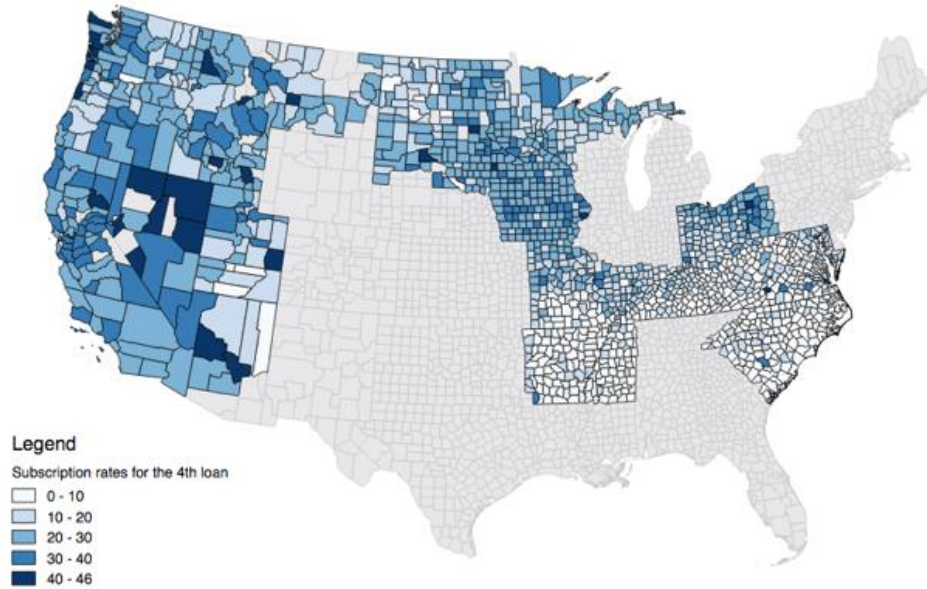 Legend
Subscription rates for the 4th loan
0 - 10
10 - 20
20 - 30
30 - 40
40 - 46